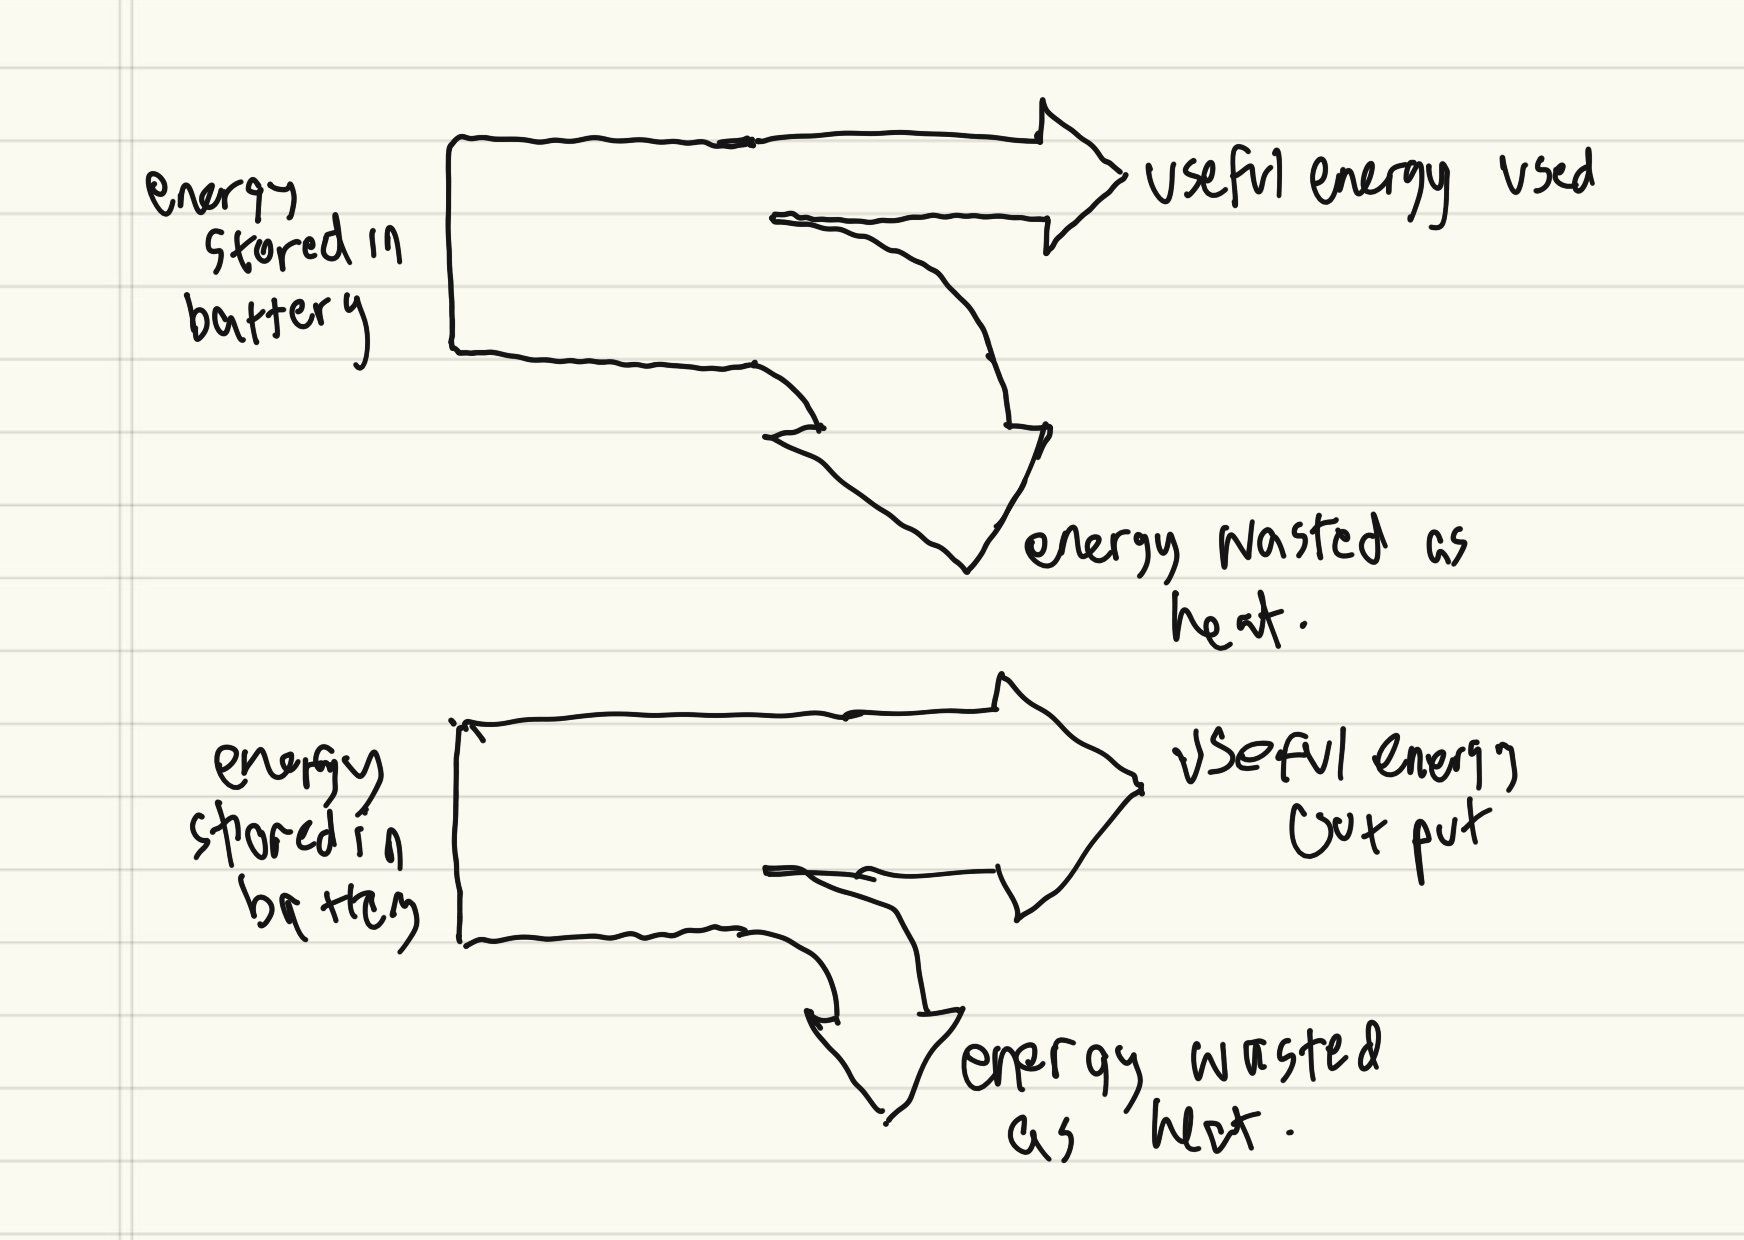 energy
stored in
battery
useful energy used
energy wasted as
heat.
energy
stored in
battery
useful energy
output
energy wasted
as heat.